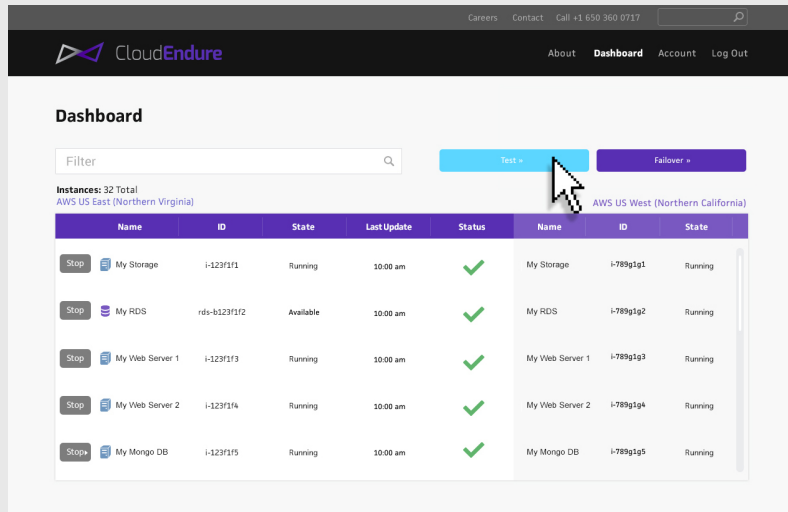 Careers Contact Call +1 650 360 0717
CloudEndure About Dashboard Account Log Out
Dashboard
Filter Test » Failover »
Instances: 32 Total
AWS US East (Northern Virginia) AWS US West (Northern California)
Name ID State Last Update Status Name ID State
Stop My Storage i-123f1f1 Running 10:00 am My Storage i-789g1g1 Running
Stop My RDS rds-b123f1f2 Available 10:00 am My RDS i-789g1g2 Running
Stop My Web Server 1 i-123f1f3 Running 10:00 am My Web Server 1 i-789g1g3 Running
Stop My Web Server 2 i-123f1f4 Running 10:00 am My Web Server 2 i-789g1g4 Running
Stop My Mongo DB i-123f1f5 Running 10:00 am My Mongo DB i-789g1g5 Running